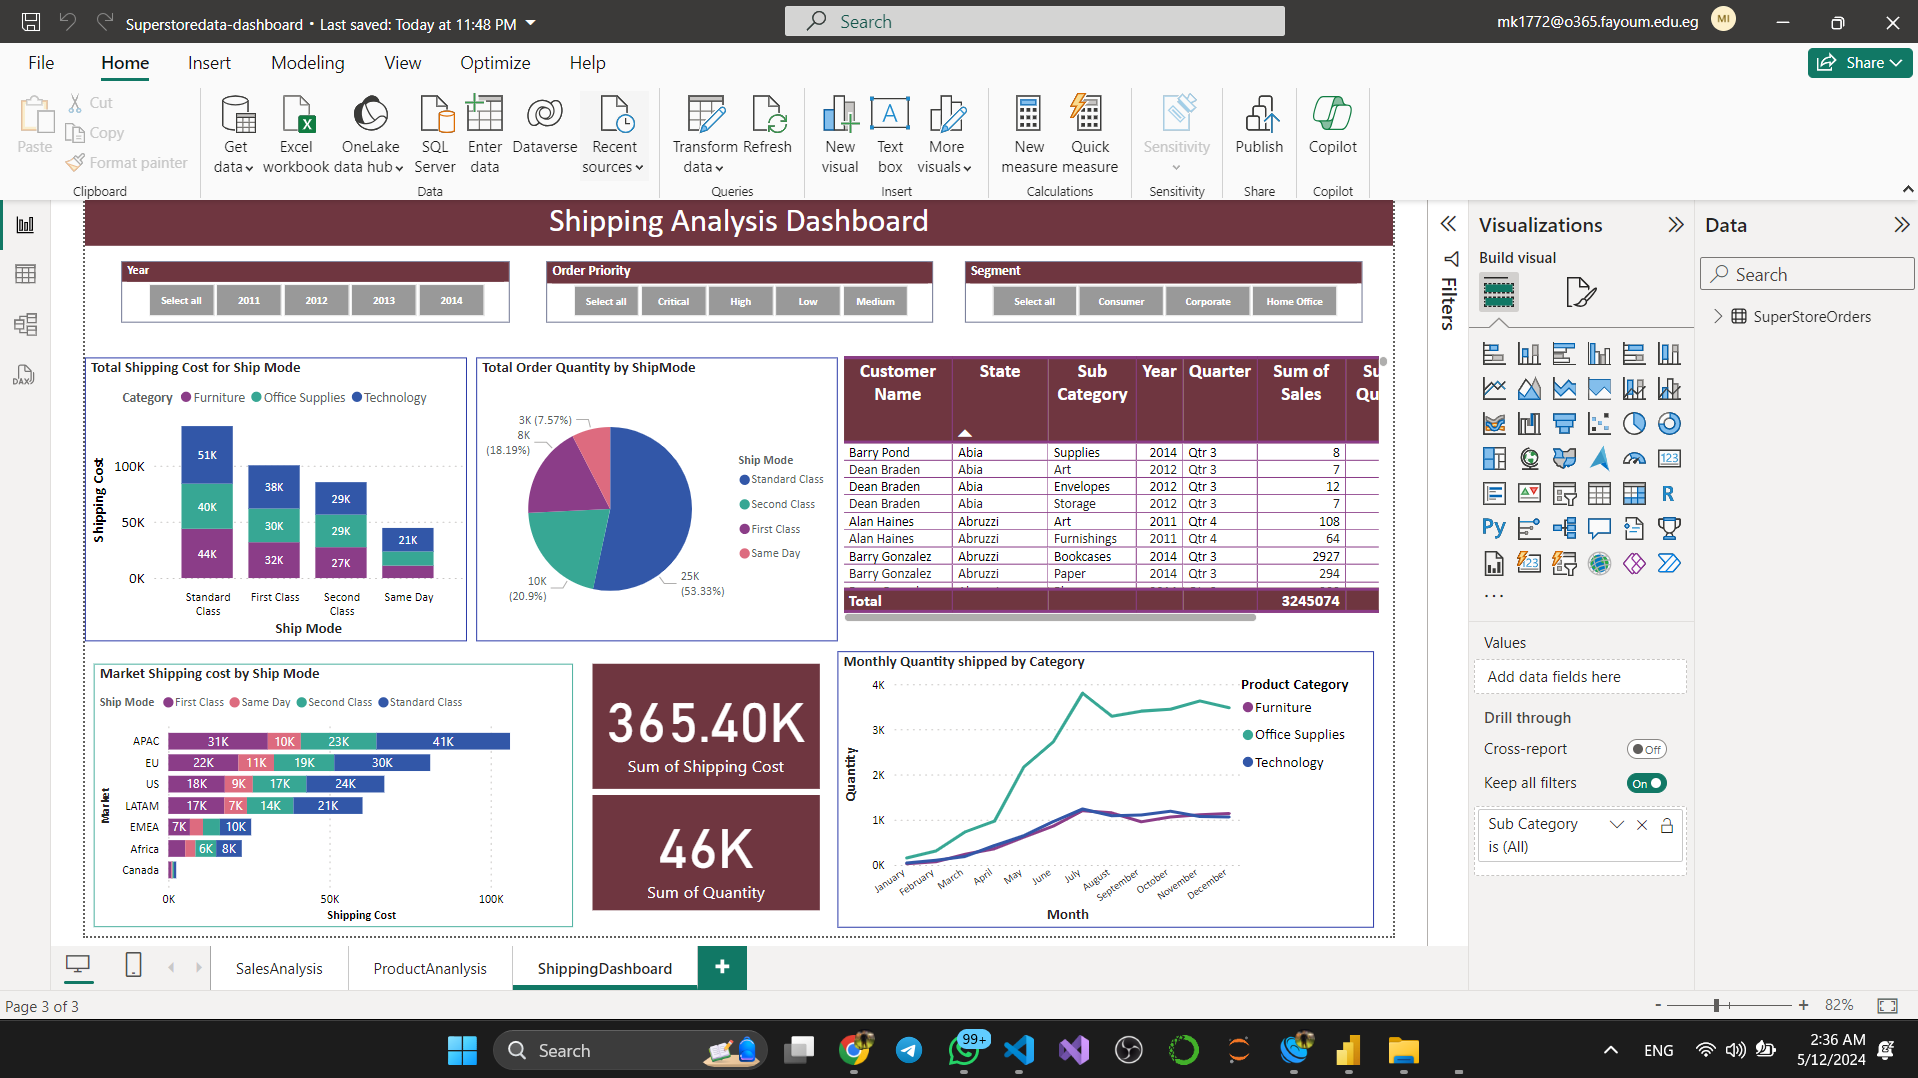 Superstoredata-dashboard • Last saved: Today at 11:48 PM
Search
mk1772@o365.fayoum.edu.eg
MI
File
Home
Insert
Modeling
View
Optimize
Help
Share
Paste
Cut
Copy
Format painter
Clipboard
Get data
Excel workbook
OneLake data hub
SQL Server
Enter data
Dataverse
Recent sources
Data
Transform data
Refresh
Queries
New visual
Text box
More visuals
Insert
New measure
Quick measure
Calculations
Sensitivity
Sensitivity
Publish
Share
Copilot
Copilot
Shipping Analysis Dashboard
Year
Select all 2011 2012 2013 2014
Order Priority
Select all Critical High Low Medium
Segment
Select all Consumer Corporate Home Office
Total Shipping Cost for Ship Mode
Category Furniture Office Supplies Technology
Shipping Cost
100K
50K
0K
51K
40K
44K
38K
30K
32K
29K
29K
27K
21K
Standard Class
First Class
Second Class
Same Day
Ship Mode
Total Order Quantity by ShipMode
3K (7.57%)
8K
(18.19%)
10K
(20.9%)
25K
(53.33%)
Ship Mode
Standard Class
Second Class
First Class
Same Day
Customer Name State Sub Category Year Quarter Sum of Sales Su Qu
Barry Pond Abia Supplies 2014 Qtr 3 8
Dean Braden Abia Art 2012 Qtr 3 7
Dean Braden Abia Envelopes 2012 Qtr 3 12
Dean Braden Abia Storage 2012 Qtr 3 7
Alan Haines Abruzzi Art 2011 Qtr 4 108
Alan Haines Abruzzi Furnishings 2011 Qtr 4 64
Barry Gonzalez Abruzzi Bookcases 2014 Qtr 3 2927
Barry Gonzalez Abruzzi Paper 2014 Qtr 3 294
Total 3245074
Market Shipping cost by Ship Mode
Ship Mode First Class Same Day Second Class Standard Class
Market
APAC 31K 10K 23K 41K
EU 22K 11K 19K 30K
US 18K 9K 17K 24K
LATAM 17K 7K 14K 21K
EMEA 7K 10K
Africa 6K 8K
Canada
0K 50K 100K
Shipping Cost
365.40K
Sum of Shipping Cost
46K
Sum of Quantity
Monthly Quantity shipped by Category
Quantity
4K
3K
2K
1K
0K
January February March April May June July August September October November December
Month
Product Category
Furniture
Office Supplies
Technology
Filters
Visualizations
Build visual
123
R
Py
123
...
Values
Add data fields here
Drill through
Cross-report Off
Keep all filters On
Sub Category
is (All)
Data
Search
SuperStoreOrders
DAX
SalesAnalysis
ProductAnanlysis
ShippingDashboard
+
Page 3 of 3
- + 82%
Search
99+
ENG
2:36 AM
5/12/2024